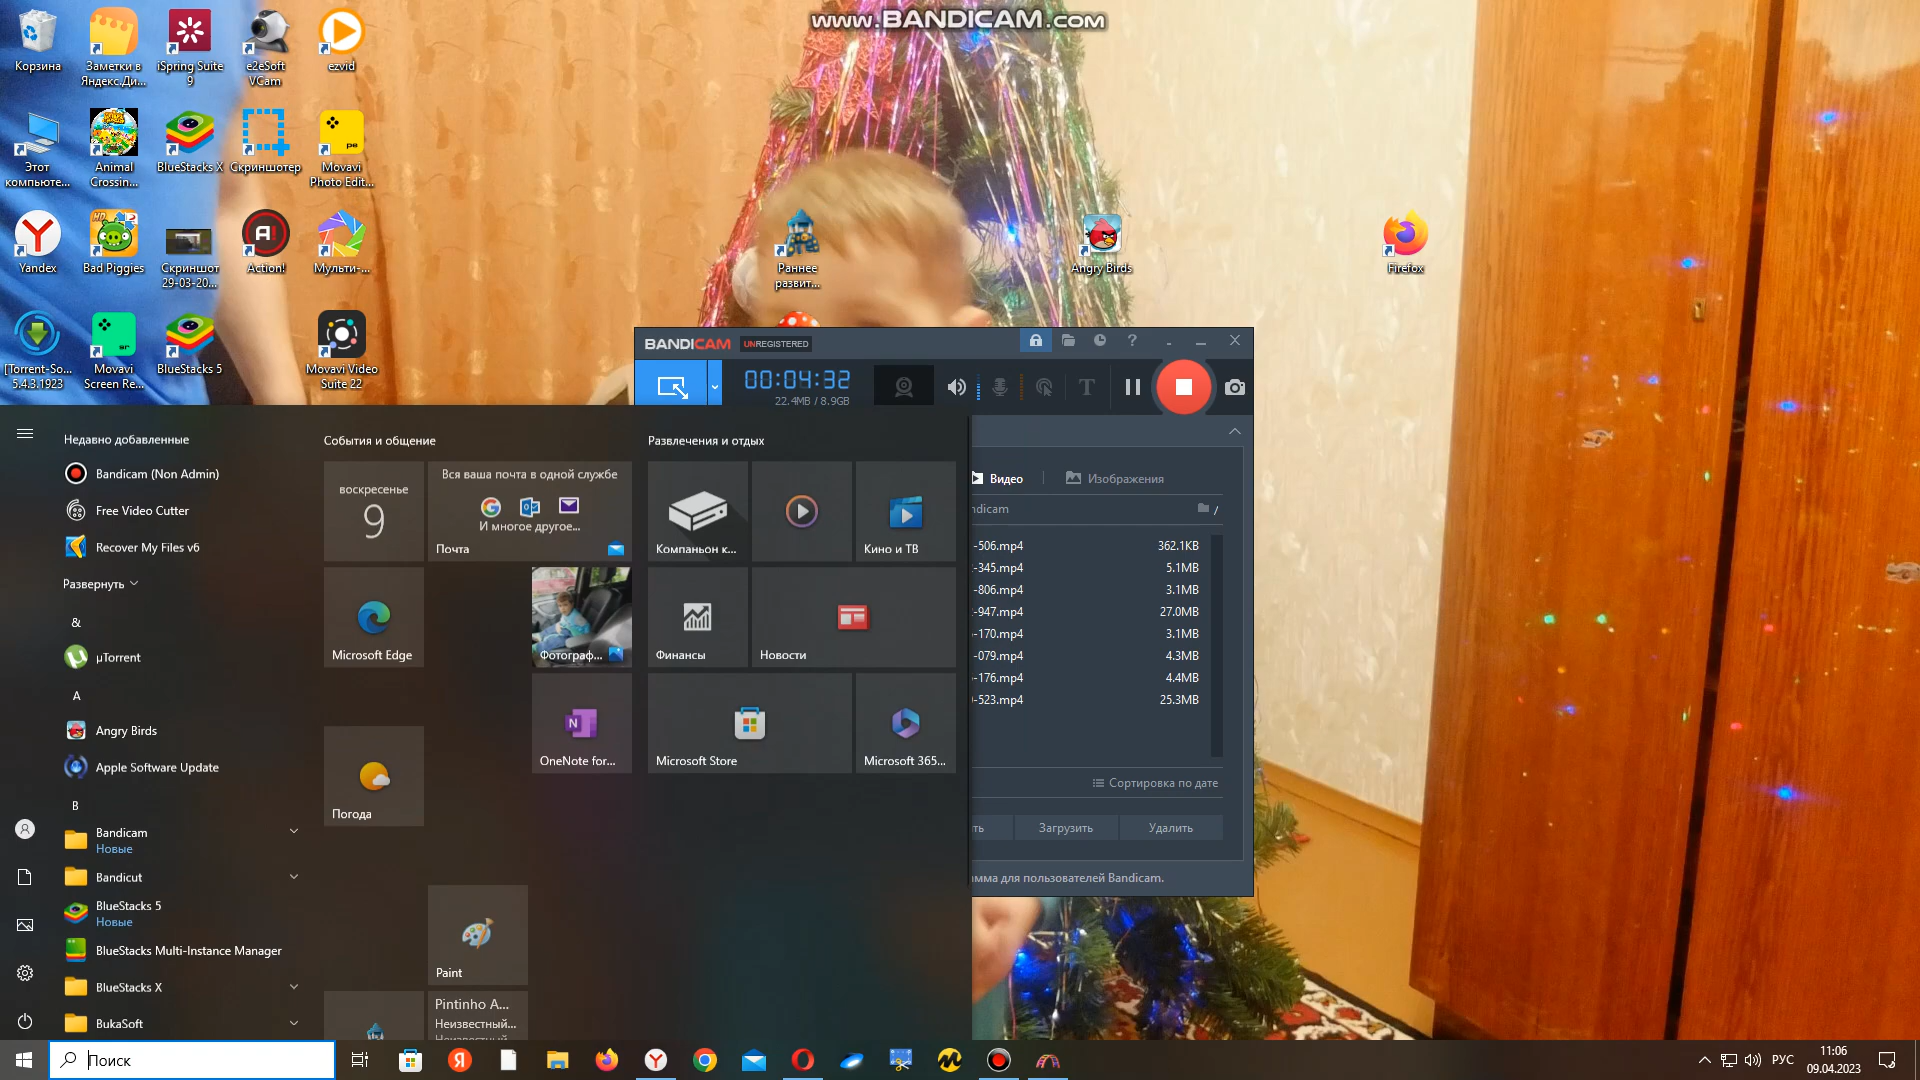 www.BANDICAM.com
Корзина
Заметки в
Яндекс.Ди...
iSpring Suite
9
e2eSoft
VCam
ezvid
Этот
компьюте...
Animal
Crossin...
BlueStacks X
Скриншотер
Movavi
Photo Edit...
Yandex
Bad Piggies
Скриншот
29-03-20...
Action!
Мульти-...
Раннее
развит...
Angry Birds
Firefox
[Torrent-So...
5.4.3.1923
Movavi
Screen Re...
BlueStacks 5
Movavi Video
Suite 22
BANDICAM UNREGISTERED
00:04:32
22.4MB / 8.9GB
Видео
Изображения
ndicam
/
-506.mp4 362.1KB
-345.mp4 5.1MB
-806.mp4 3.1MB
-947.mp4 27.0MB
-170.mp4 3.1MB
-079.mp4 4.3MB
-176.mp4 4.4MB
-523.mp4 25.3MB
Сортировка по дате
ть
Загрузить
Удалить
амма для пользователей Bandicam.
Недавно добавленные
Bandicam (Non Admin)
Free Video Cutter
Recover My Files v6
Развернуть
&
µTorrent
A
Angry Birds
Apple Software Update
B
Bandicam
Новые
Bandicut
BlueStacks 5
Новые
BlueStacks Multi-Instance Manager
BlueStacks X
BukaSoft
События и общение
воскресенье
9
Вся ваша почта в одной службе
И многое другое...
Почта
Microsoft Edge
Фотограф...
OneNote for...
Погода
Paint
Pintinho A...
Неизвестный...
Неизвестный
Развлечения и отдых
Компаньон к...
Кино и ТВ
Финансы
Новости
Microsoft Store
Microsoft 365...
Поиск
РУС
11:06
09.04.2023